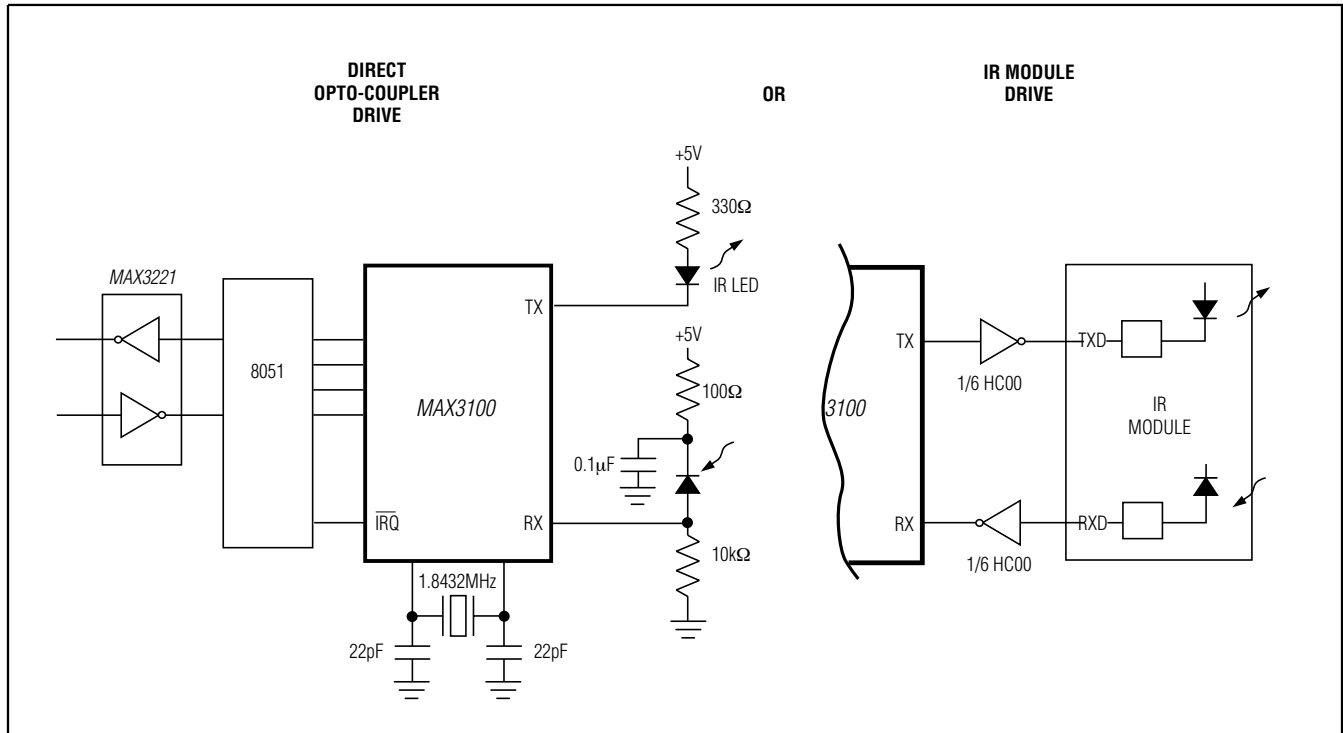 DIRECT
OPTO-COUPLER
DRIVE
OR
IR MODULE
DRIVE
+5V
330Ω
IR LED
MAX3221
8051
MAX3100
TX
IRQ
RX
+5V
100Ω
0.1μF
10kΩ
1.8432MHz
22pF
22pF
3100
TX
RX
1/6 HC00
1/6 HC00
TXD
RXD
IR
MODULE